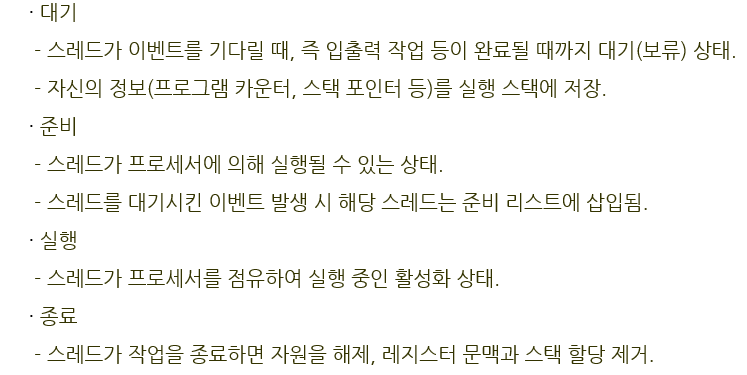 · 대기
- 스레드가 이벤트를 기다릴 때, 즉 입출력 작업 등이 완료될 때까지 대기(보류) 상태.
- 자신의 정보(프로그램 카운터, 스택 포인터 등)를 실행 스택에 저장.
· 준비
- 스레드가 프로세서에 의해 실행될 수 있는 상태.
- 스레드를 대기시킨 이벤트 발생 시 해당 스레드는 준비 리스트에 삽입됨.
· 실행
- 스레드가 프로세서를 점유하여 실행 중인 활성화 상태.
· 종료
- 스레드가 작업을 종료하면 자원을 해제, 레지스터 문맥과 스택 할당 제거.